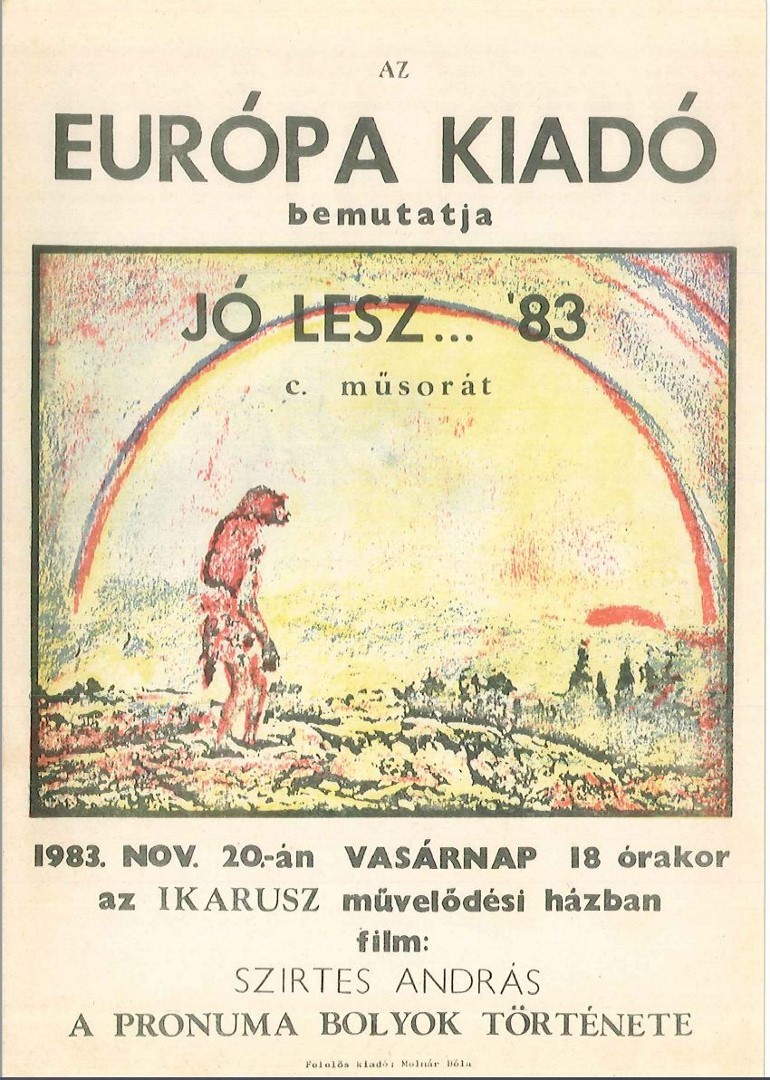 AZ
EURÓPA KIADÓ
bemutatja
JÓ LESZ... '83
c. műsorát
1983. NOV. 20.-án VASÁRNAP 18 órakor
az IKARUSZ művelődési házban
film:
SZIRTES ANDRÁS
A PRONUMA BOLYOK TÖRTÉNETE
Felelős kiadó: Molnár Béla